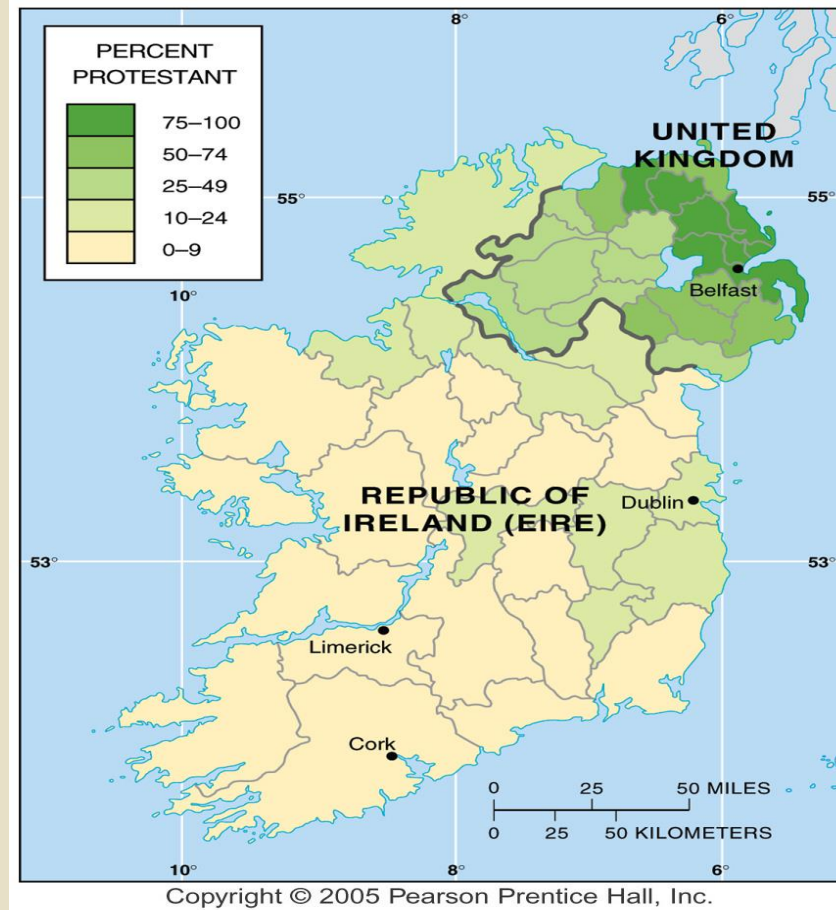 8°
6°
PERCENT
PROTESTANT
75–100
50–74
25–49
10–24
0–9
UNITED
KINGDOM
55°
55°
10°
Belfast
REPUBLIC OF
IRELAND (EIRE)
Dublin
53°
53°
Limerick
Cork
0 25 50 MILES
0 25 50 KILOMETERS
10°
8°
6°
Copyright © 2005 Pearson Prentice Hall, Inc.